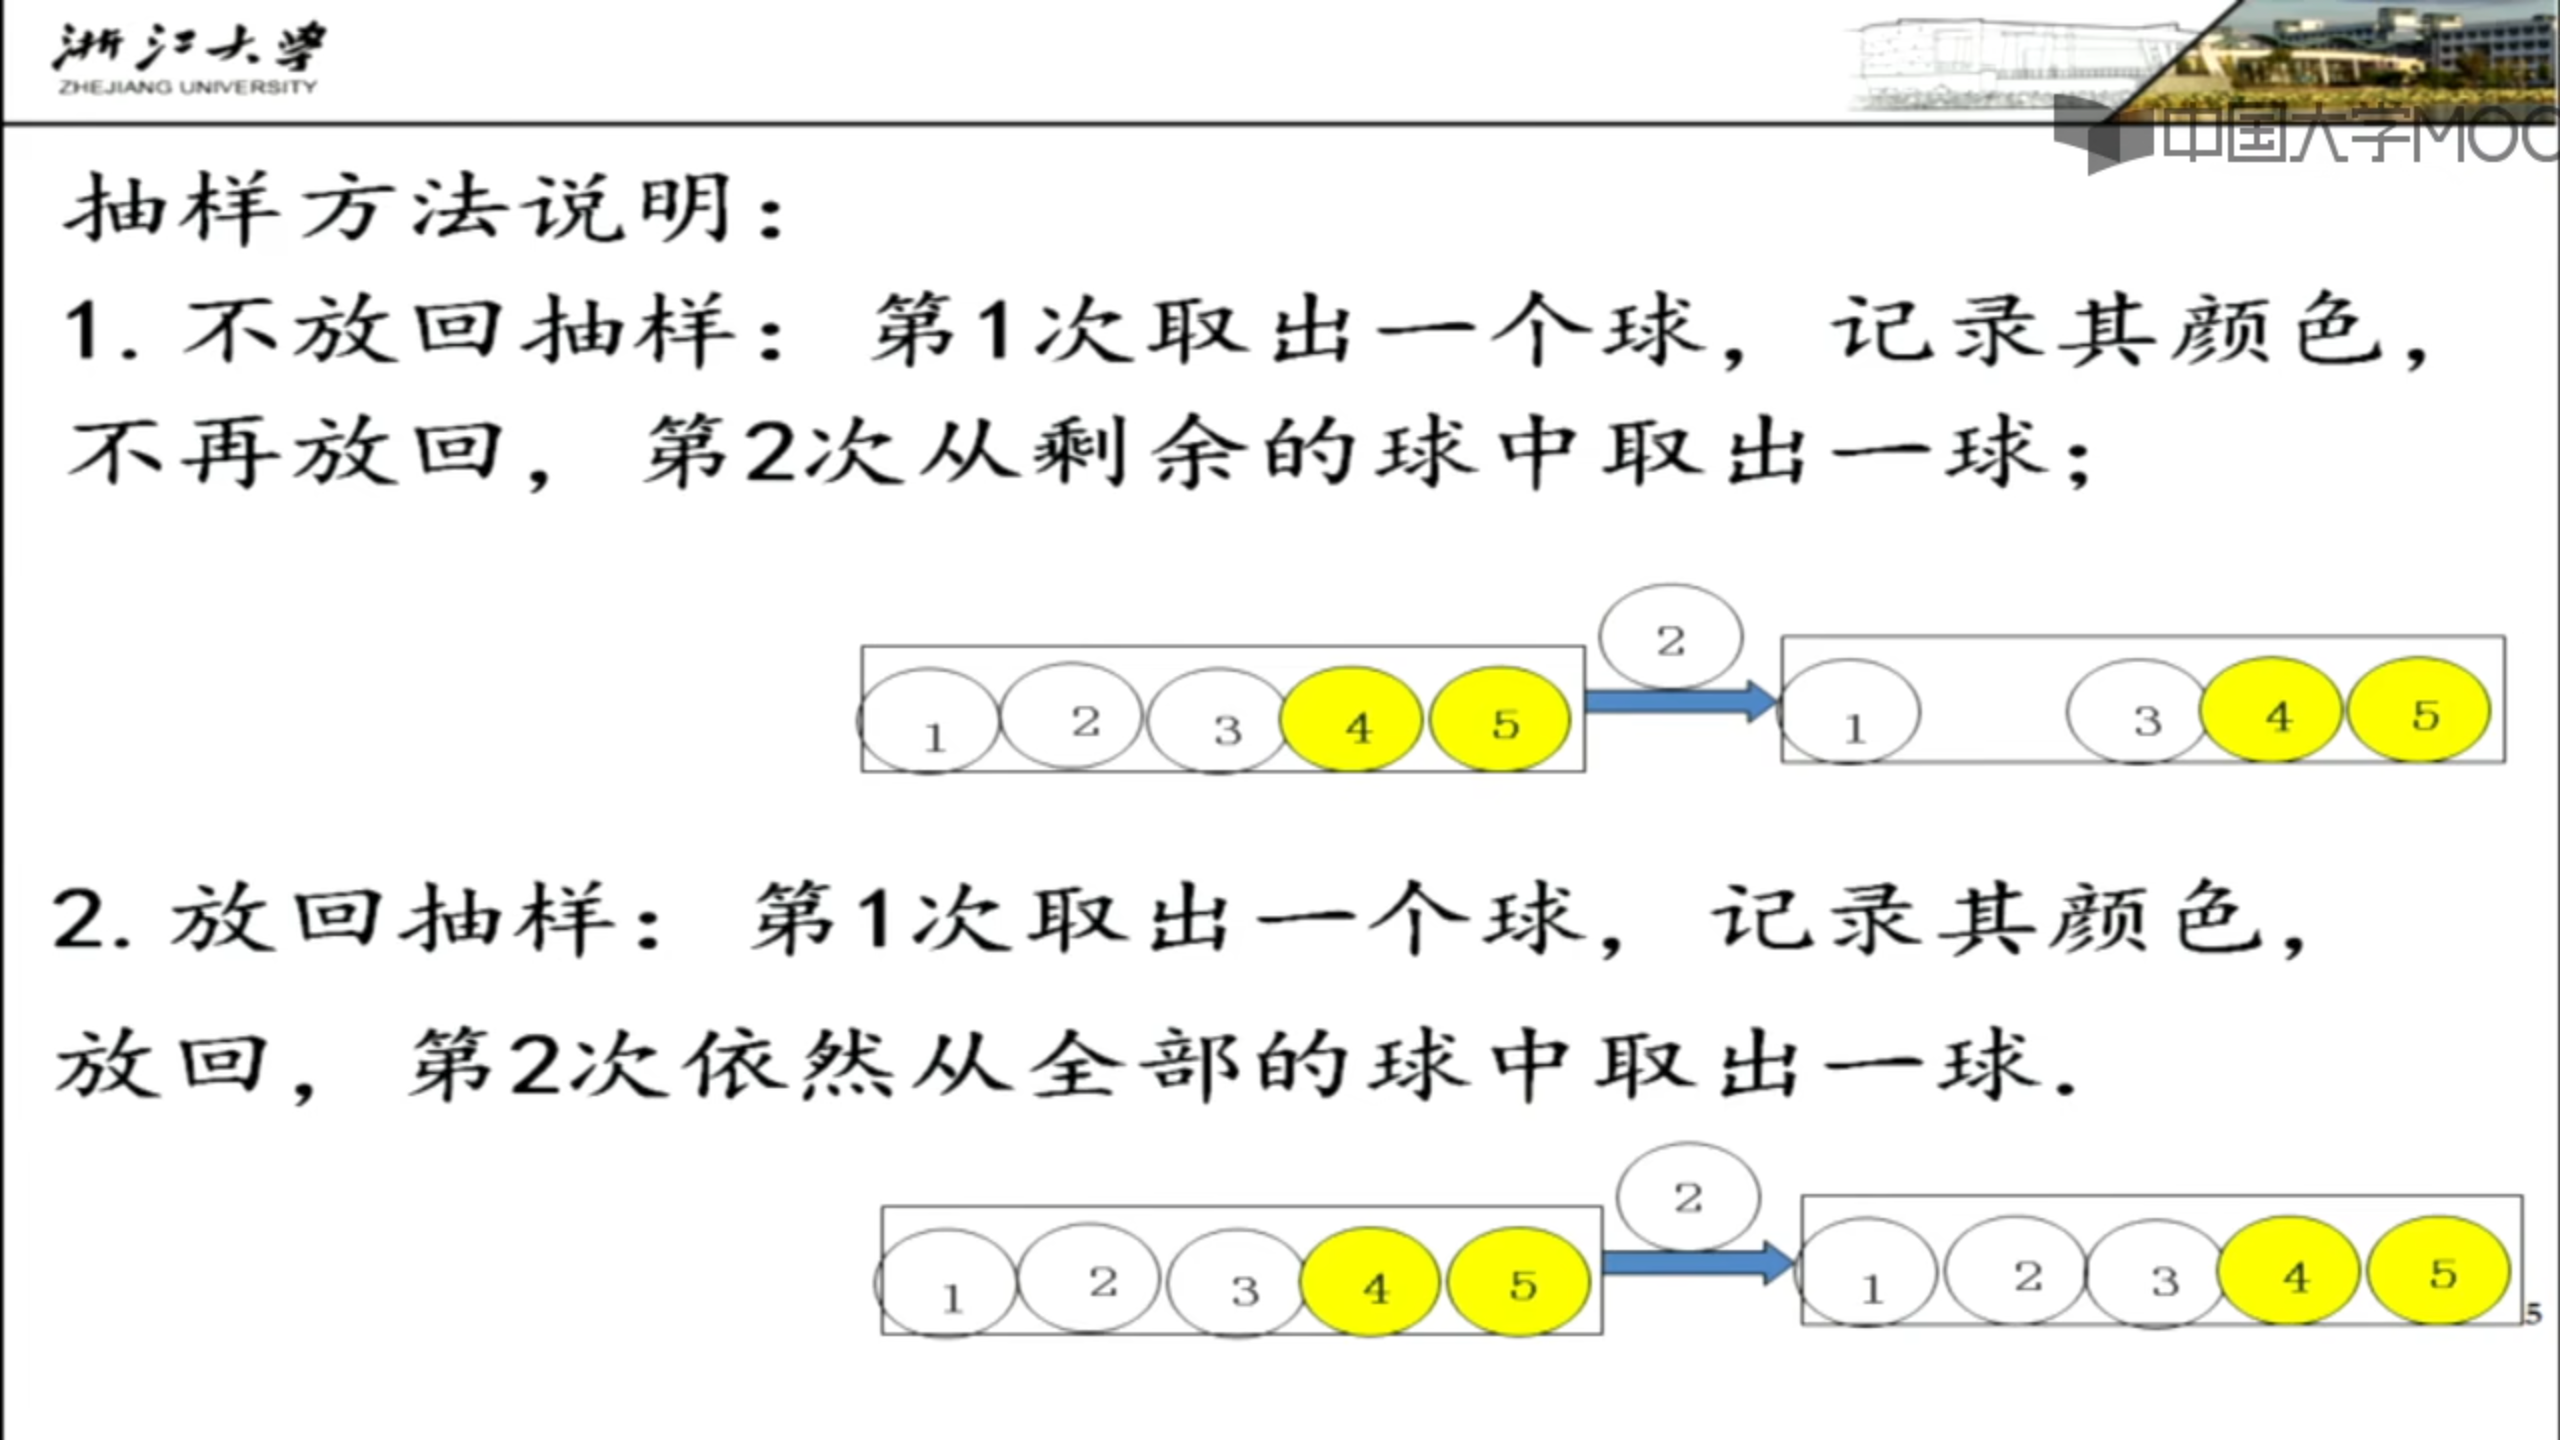 浙江大学
ZHEJIANG UNIVERSITY
中国大学MOO
抽样方法说明：
1. 不放回抽样：第1次取出一个球，记录其颜色，
不再放回，第2次从剩余的球中取出一球；
2
1 2 3 4 5
1 3 4 5
2. 放回抽样：第1次取出一个球，记录其颜色，
放回，第2次依然从全部的球中取出一球.
2
1 2 3 4 5
1 2 3 4 5
5